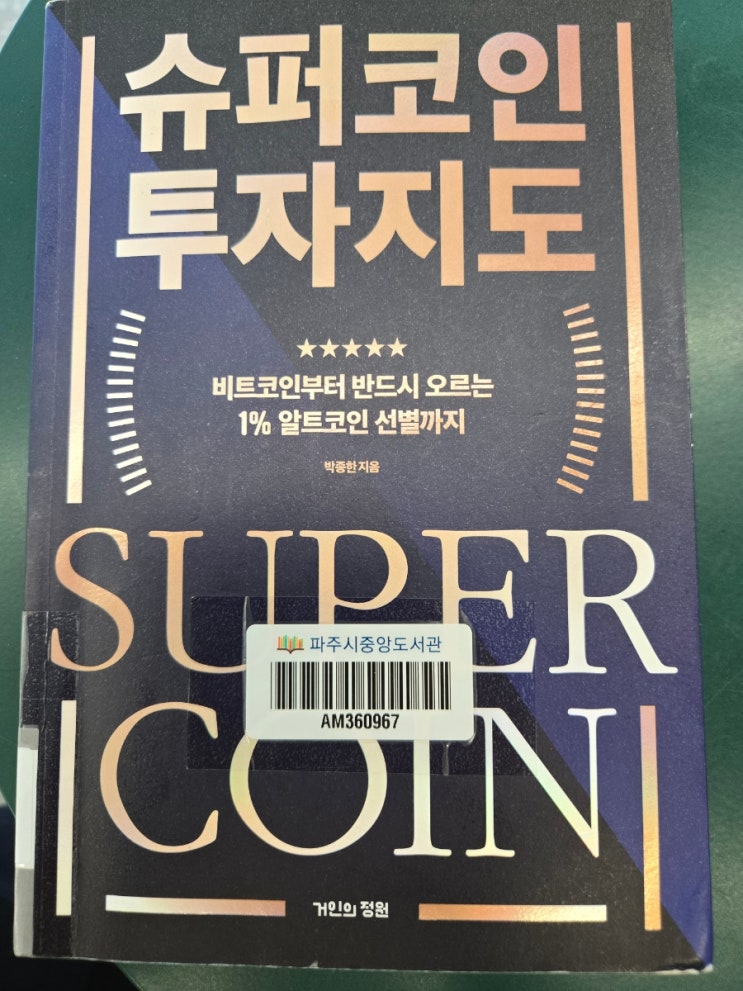 슈퍼코인
투자지도
★★★★★
비트코인부터 반드시 오르는
1% 알트코인 선별까지
박종한 지음
SUPER
파주시중앙도서관
AM360967
COIN
거인의 정원